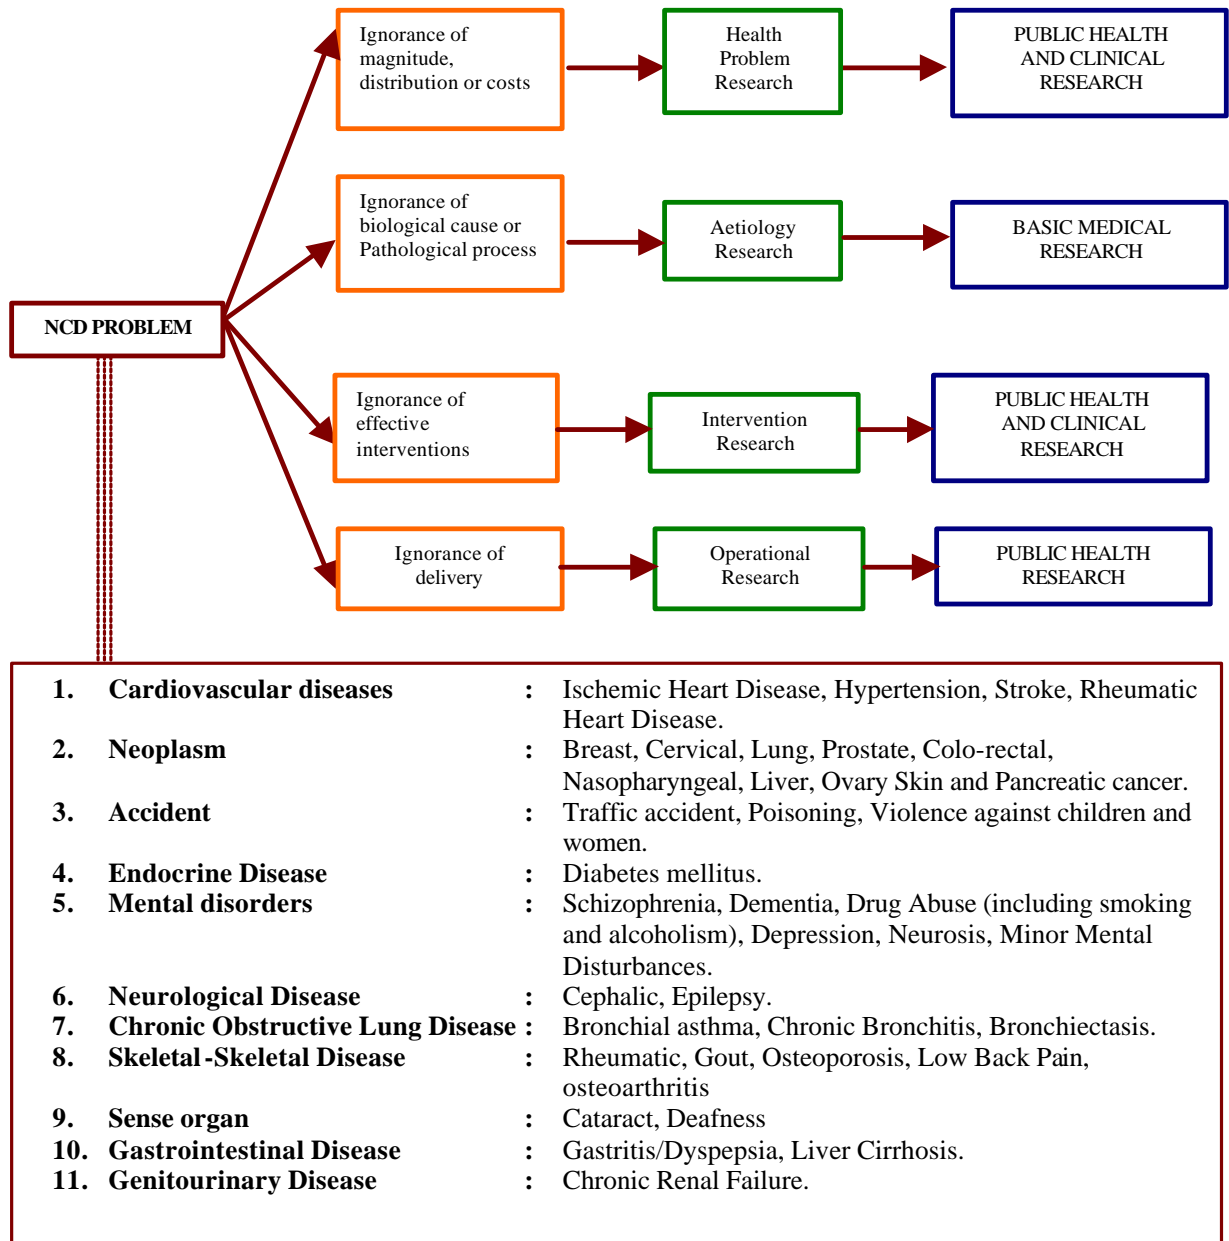 Ignorance of
magnitude,
distribution or costs
Health
Problem
Research
PUBLIC HEALTH
AND CLINICAL
RESEARCH
Ignorance of
biological cause or
Pathological process
Aetiology
Research
BASIC MEDICAL
RESEARCH
NCD PROBLEM
Ignorance of
effective
interventions
Intervention
Research
PUBLIC HEALTH
AND CLINICAL
RESEARCH
Ignorance of
delivery
Operational
Research
PUBLIC HEALTH
RESEARCH
1. Cardiovascular diseases : Ischemic Heart Disease, Hypertension, Stroke, Rheumatic
Heart Disease.
2. Neoplasm : Breast, Cervical, Lung, Prostate, Colo-rectal,
Nasopharyngeal, Liver, Ovary Skin and Pancreatic cancer.
3. Accident : Traffic accident, Poisoning, Violence against children and
women.
4. Endocrine Disease : Diabetes mellitus.
5. Mental disorders : Schizophrenia, Dementia, Drug Abuse (including smoking
and alcoholism), Depression, Neurosis, Minor Mental
Disturbances.
6. Neurological Disease : Cephalic, Epilepsy.
7. Chronic Obstructive Lung Disease : Bronchial asthma, Chronic Bronchitis, Bronchiectasis.
8. Skeletal-Skeletal Disease : Rheumatic, Gout, Osteoporosis, Low Back Pain,
osteoarthritis
9. Sense organ : Cataract, Deafness
10. Gastrointestinal Disease : Gastritis/Dyspepsia, Liver Cirrhosis.
11. Genitourinary Disease : Chronic Renal Failure.